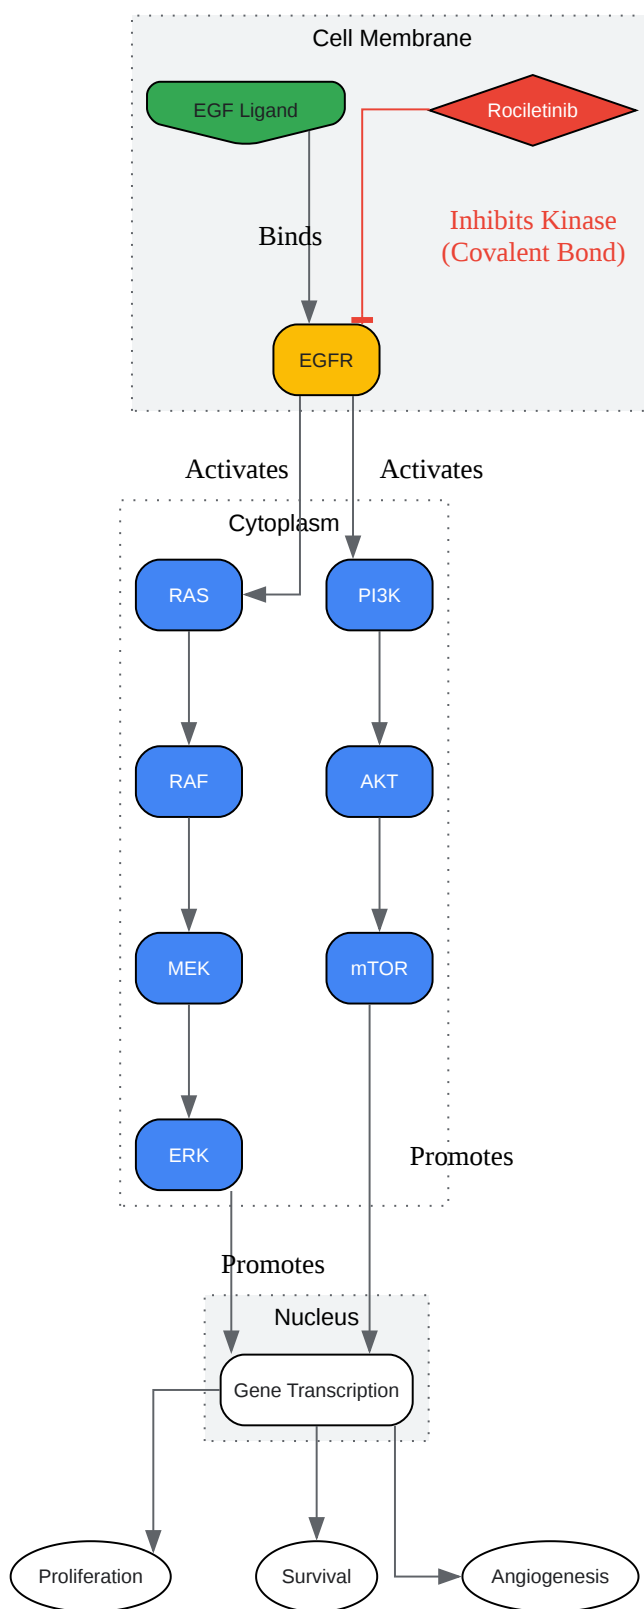 Cell Membrane
EGF Ligand
Rociletinib
Binds
Inhibits Kinase
(Covalent Bond)
EGFR
Activates
Activates
Cytoplasm
RAS
PI3K
RAF
AKT
MEK
mTOR
ERK
Promotes
Promotes
Nucleus
Gene Transcription
Proliferation
Survival
Angiogenesis